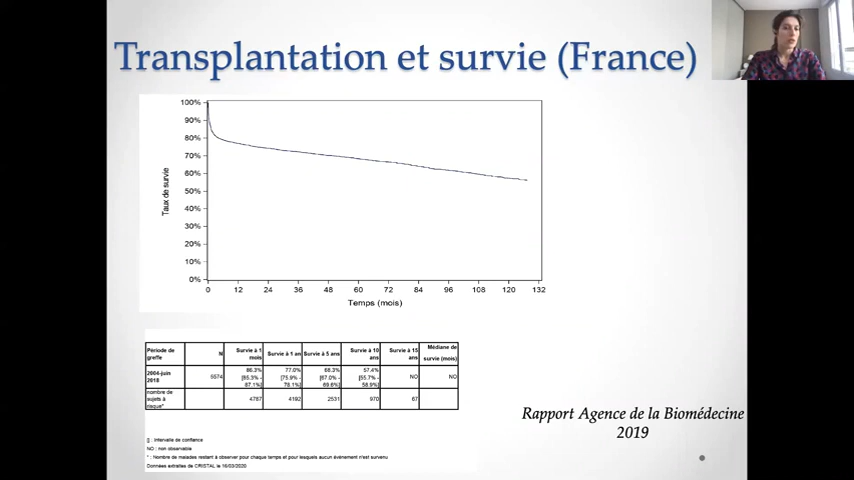 Transplantation et survie (France)
100%
90%
80%
70%
60%
50%
40%
30%
20%
10%
0%
Taux de survie
0 12 24 36 48 60 72 84 96 108 120 132
Temps (mois)
Période de greffe N Survie à 1 mois Survie à 1 an Survie à 5 ans Survie à 10 ans Survie à 15 ans Médiane de survie (mois)
2004-juin 2018 5574 86.3% [85.3% - 87.1%] 77.0% [75.9% - 78.1%] 68.3% [67.0% - 69.6%] 57.4% [55.7% - 58.9%] NO NO
nombre de sujets à risque* 4767 4192 2531 970 67
[] : Intervalle de confiance
NO : non observable
* : Nombre de malades restant à observer pour chaque temps et pour lesquels aucun évènement n'est survenu
Données extraites de CRISTAL le 16/03/2020
Rapport Agence de la Biomédecine
2019